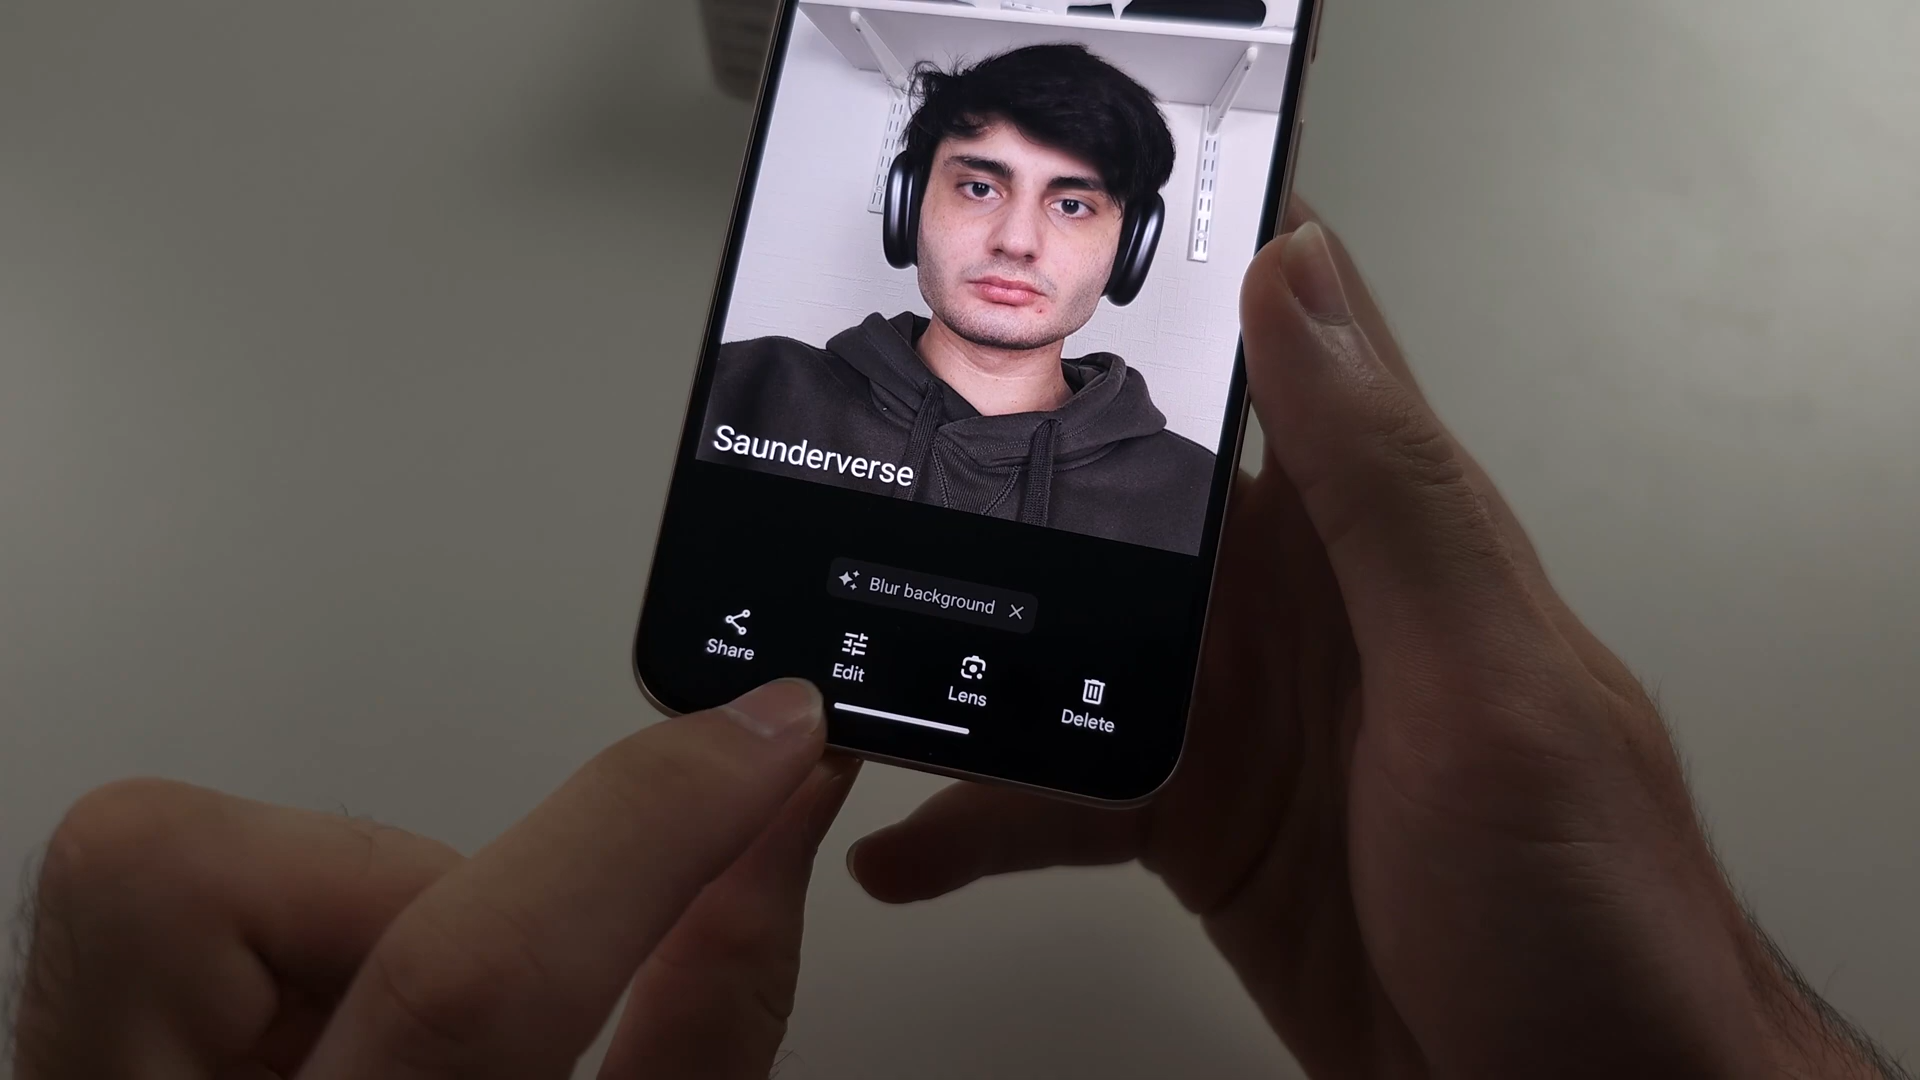 Saunderverse
Blur background
Share
Edit
Lens
Delete